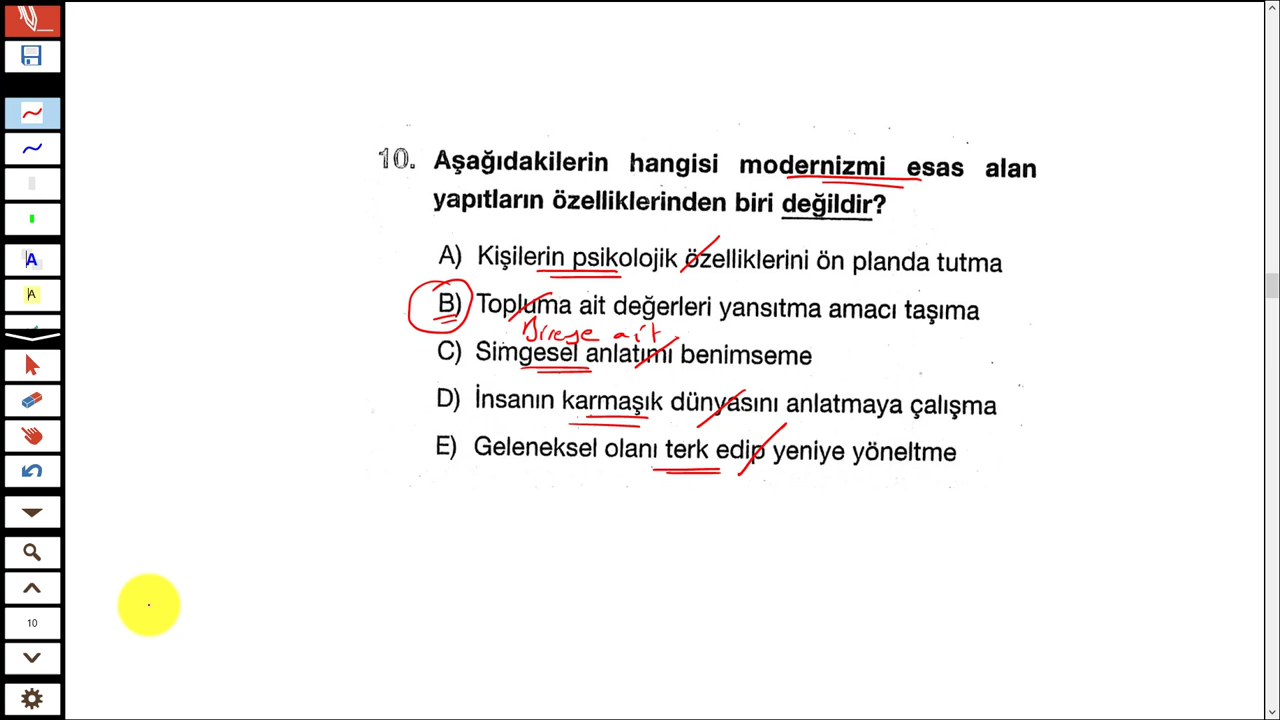 10. Aşağıdakilerin hangisi modernizmi esas alan
yapıtların özelliklerinden biri değildir?
A) Kişilerin psikolojik özelliklerini ön planda tutma
B) Topluma ait değerleri yansıtma amacı taşıma
Bireye ait
C) Simgesel anlatımı benimseme
D) İnsanın karmaşık dünyasını anlatmaya çalışma
E) Geleneksel olanı terk edip yeniye yöneltme
A
A
10